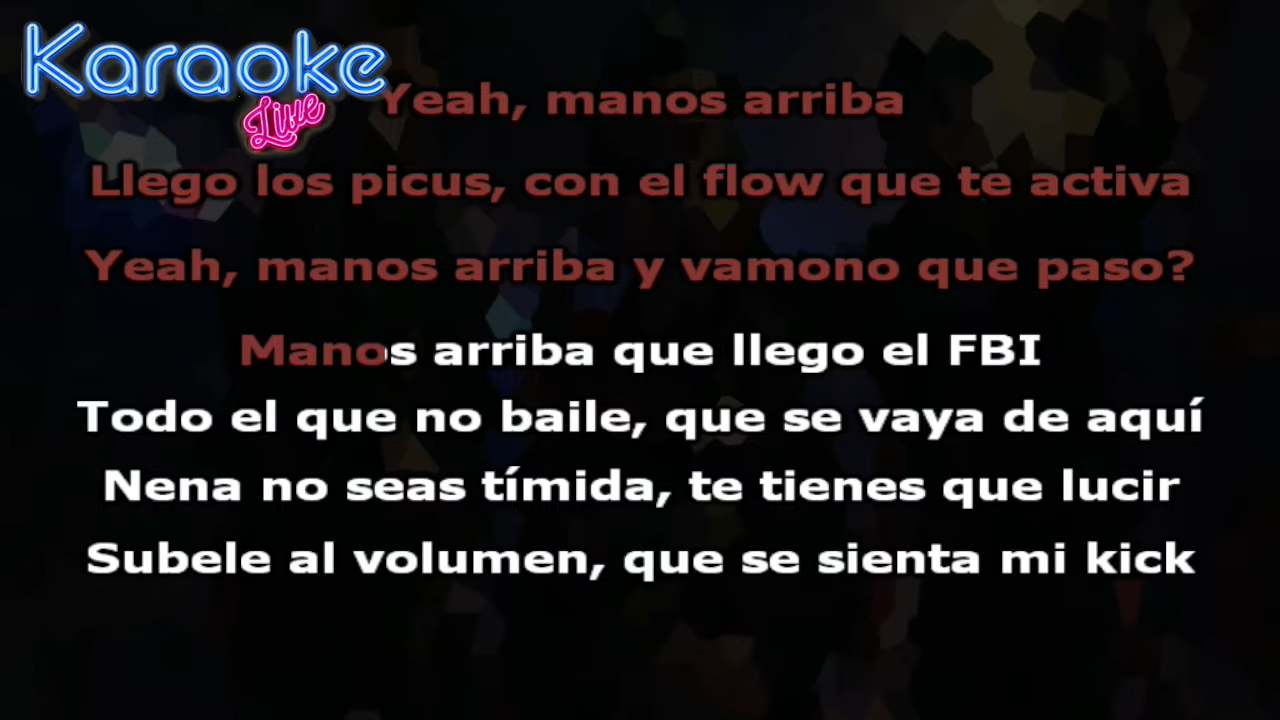 Karaoke
Live
Yeah, manos arriba
Llego los picus, con el flow que te activa
Yeah, manos arriba y vamono que paso?
Manos arriba que llego el FBI
Todo el que no baile, que se vaya de aquí
Nena no seas tímida, te tienes que lucir
Subele al volumen, que se sienta mi kick